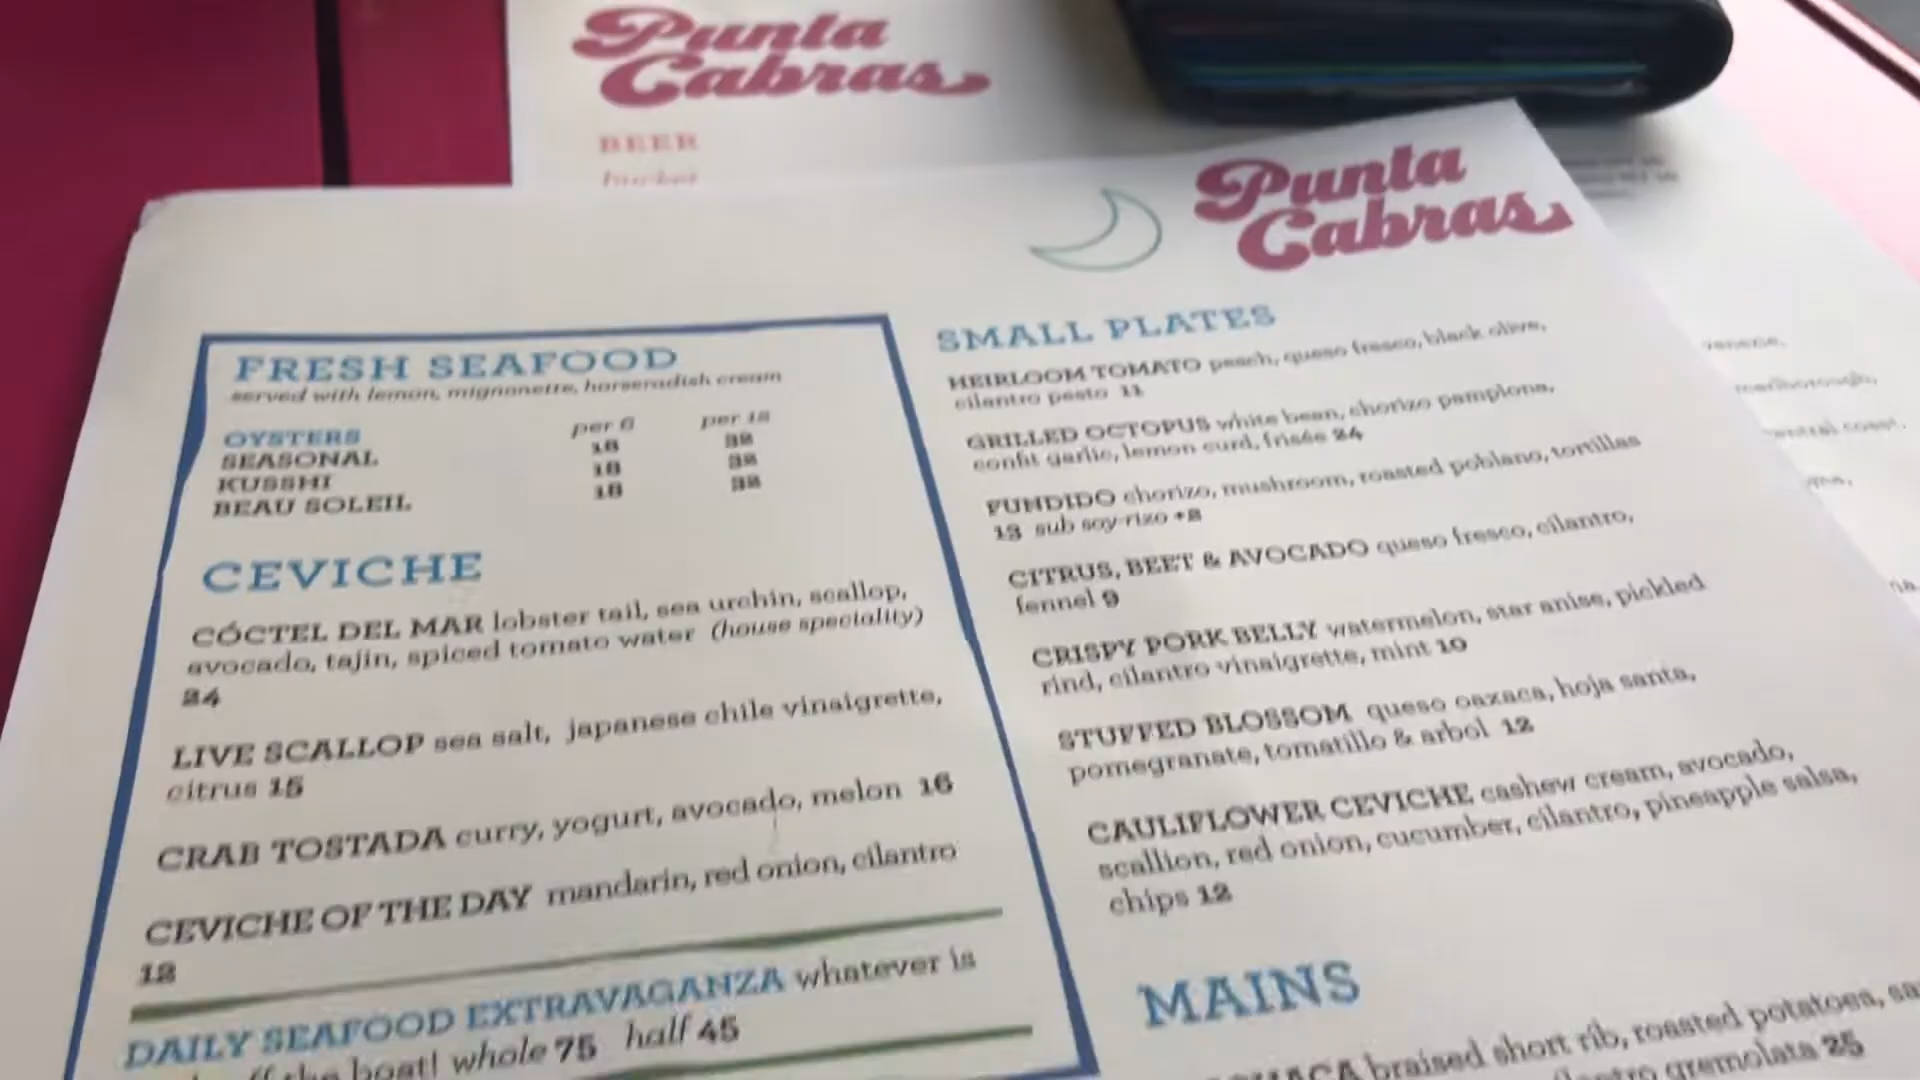 Punta
Cabras
BEER
Punta
Cabras
FRESH SEAFOOD
served with lemon, mignonette, horseradish cream
per 6 per 12
OYSTERS
SEASONAL 18 32
KUSSHI 18 32
BEAU SOLEIL 18 32
CEVICHE
CÓCTEL DEL MAR lobster tail, sea urchin, scallop,
avocado, tajin, spiced tomato water (house speciality)
24
LIVE SCALLOP sea salt, japanese chile vinaigrette,
citrus 15
CRAB TOSTADA curry, yogurt, avocado, melon 16
CEVICHE OF THE DAY mandarin, red onion, cilantro
12
DAILY SEAFOOD EXTRAVAGANZA whatever is
the boat! whole 75 half 45
SMALL PLATES
HEIRLOOM TOMATO peach, queso fresco, black olive,
cilantro pesto 11
GRILLED OCTOPUS white bean, chorizo pamplona,
confit garlic, lemon curd, frisée 24
FUNDIDO chorizo, mushroom, roasted poblano, tortillas
13 sub soy-rizo +2
CITRUS, BEET & AVOCADO queso fresco, cilantro,
fennel 9
CRISPY PORK BELLY watermelon, star anise, pickled
rind, cilantro vinaigrette, mint 10
STUFFED BLOSSOM queso oaxaca, hoja santa,
pomegranate, tomatillo & arbol 12
CAULIFLOWER CEVICHE cashew cream, avocado,
scallion, red onion, cucumber, cilantro, pineapple salsa,
chips 12
MAINS
braised short rib, roasted potatoes,
gremolata 25
marlborough,
central coast,